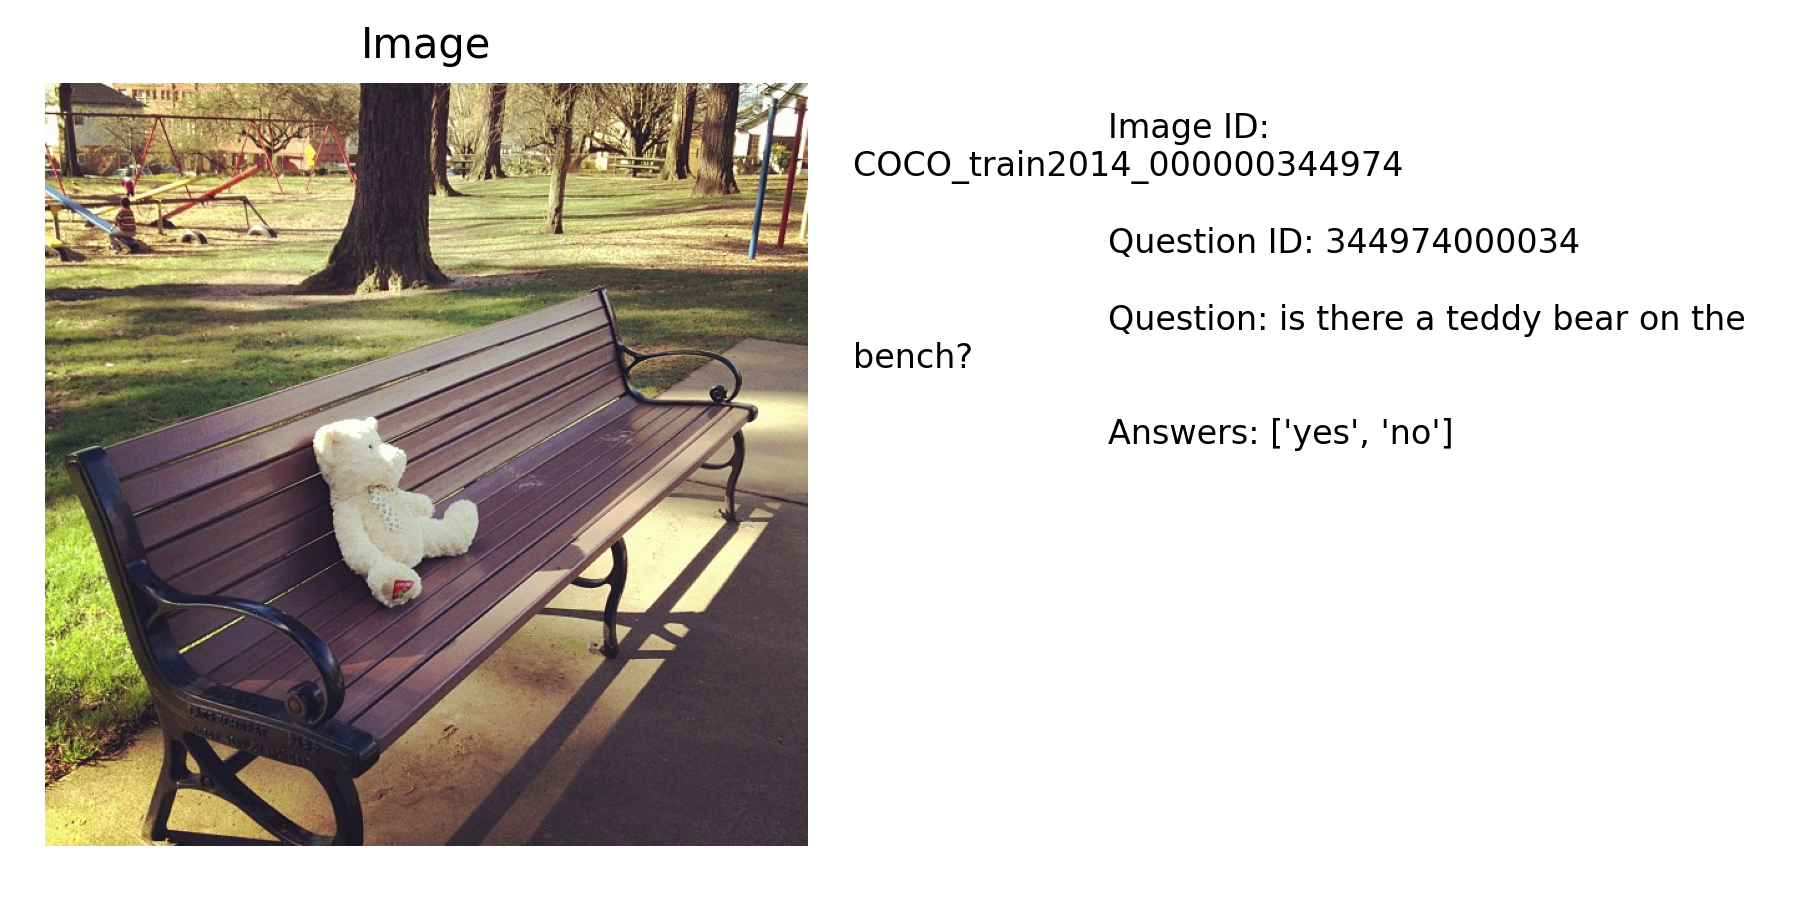 Image
Image ID:
COCO_train2014_000000344974
Question ID: 344974000034
Question: is there a teddy bear on the
bench?
Answers: ['yes', 'no']